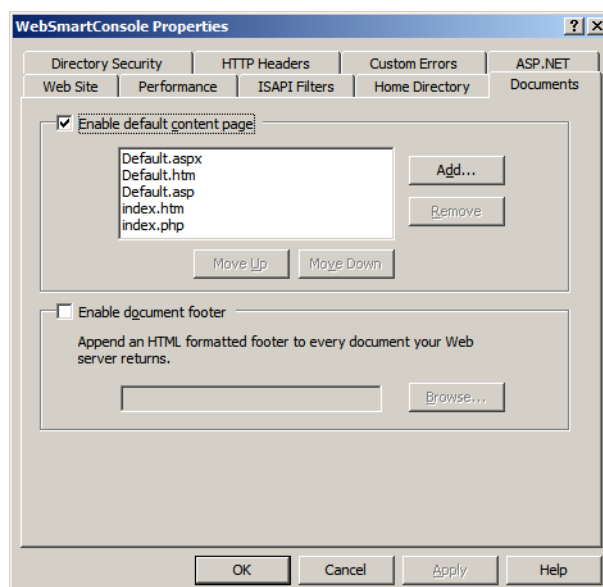 WebSmartConsole Properties
Directory Security
HTTP Headers
Custom Errors
ASP.NET
Web Site
Performance
ISAPI Filters
Home Directory
Documents
Enable default content page
Default.aspx
Default.htm
Default.asp
index.htm
index.php
Add...
Remove
Move Up
Move Down
Enable document footer
Append an HTML formatted footer to every document your Web
server returns.
Browse...
OK
Cancel
Apply
Help